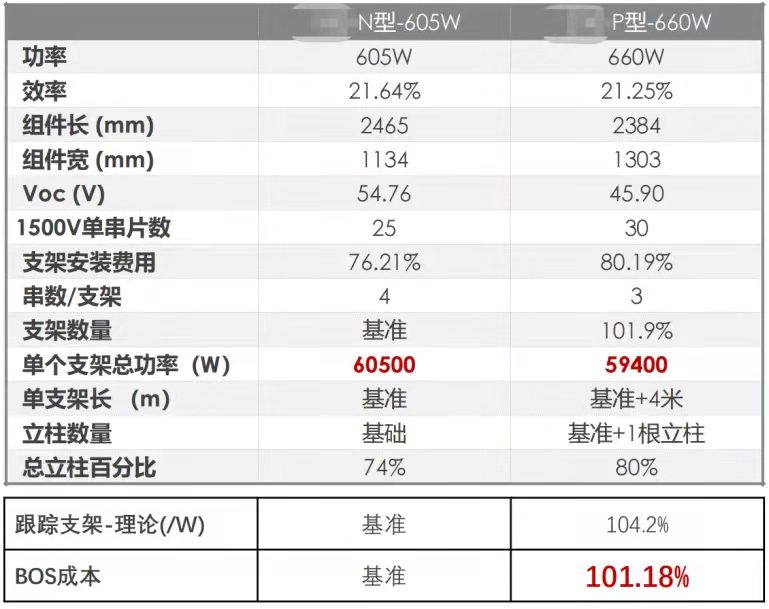 N型-605W P型-660W
功率 605W 660W
效率 21.64% 21.25%
组件长 (mm) 2465 2384
组件宽 (mm) 1134 1303
Voc (V) 54.76 45.90
1500V单串片数 25 30
支架安装费用 76.21% 80.19%
串数/支架 4 3
支架数量 基准 101.9%
单个支架总功率（W） 60500 59400
单支架长 （m） 基准 基准+4米
立柱数量 基础 基准+1根立柱
总立柱百分比 74% 80%
跟踪支架-理论(/W) 基准 104.2%
BOS成本 基准 101.18%